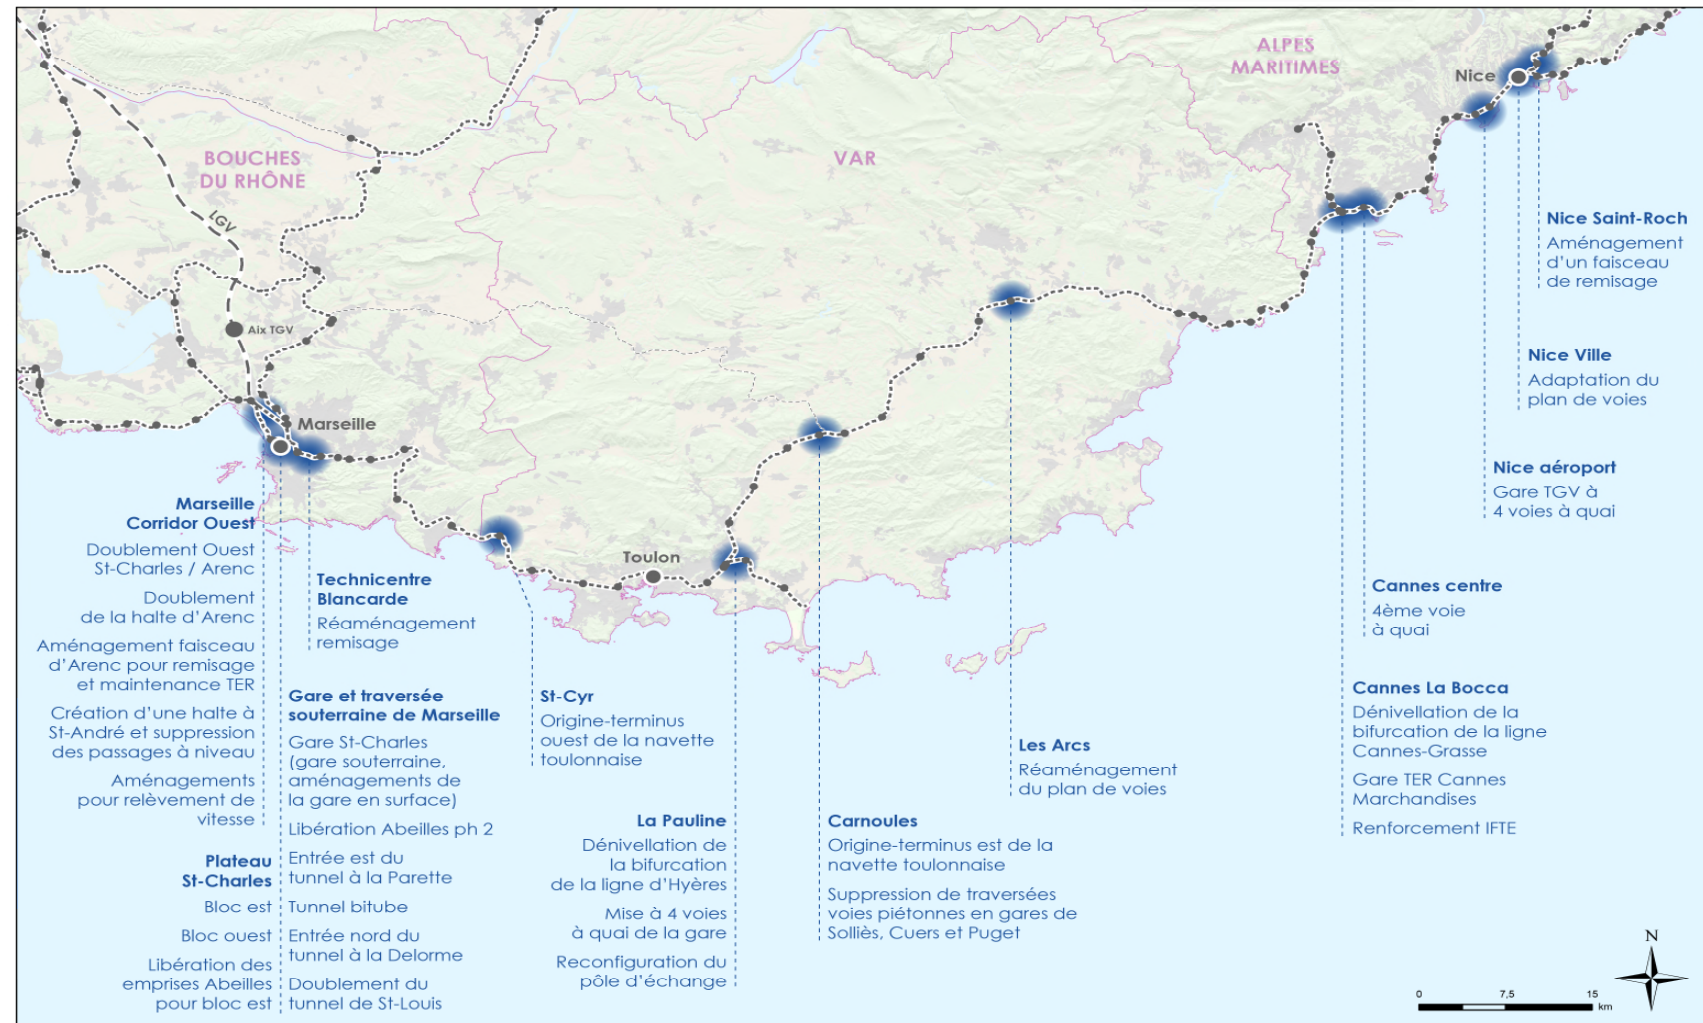 ALPES
MARITIMES
Nice
BOUCHES
DU RHÔNE
VAR
LGV
Aix TGV
Marseille
Toulon
Marseille
Corridor Ouest
Doublement Ouest
St-Charles / Arenc
Doublement
de la halte d’Arenc
Aménagement faisceau
d’Arenc pour remisage
et maintenance TER
Création d’une halte à
St-André et suppression
des passages à niveau
Aménagements
pour relèvement de
vitesse
Plateau
St-Charles
Bloc est
Bloc ouest
Libération des
emprises Abeilles
pour bloc est
Technicentre
Blancarde
Réaménagement
remisage
Gare et traversée
souterraine de Marseille
Gare St-Charles
(gare souterraine,
aménagements de
la gare en surface)
Libération Abeilles ph 2
Entrée est du
tunnel à la Parette
Tunnel bitube
Entrée nord du
tunnel à la Delorme
Doublement du
tunnel de St-Louis
St-Cyr
Origine-terminus
ouest de la navette
toulonnaise
La Pauline
Dénivellation de
la bifurcation
de la ligne d’Hyères
Mise à 4 voies
à quai de la gare
Reconfiguration du
pôle d’échange
Carnoules
Origine-terminus est de la
navette toulonnaise
Suppression de traversées
voies piétonnes en gares de
Solliès, Cuers et Puget
Les Arcs
Réaménagement
du plan de voies
Cannes La Bocca
Dénivellation de la
bifurcation de la ligne
Cannes-Grasse
Gare TER Cannes
Marchandises
Renforcement IFTE
Cannes centre
4ème voie
à quai
Nice aéroport
Gare TGV à
4 voies à quai
Nice Ville
Adaptation du
plan de voies
Nice Saint-Roch
Aménagement
d’un faisceau
de remisage
N
0 7,5 15
km